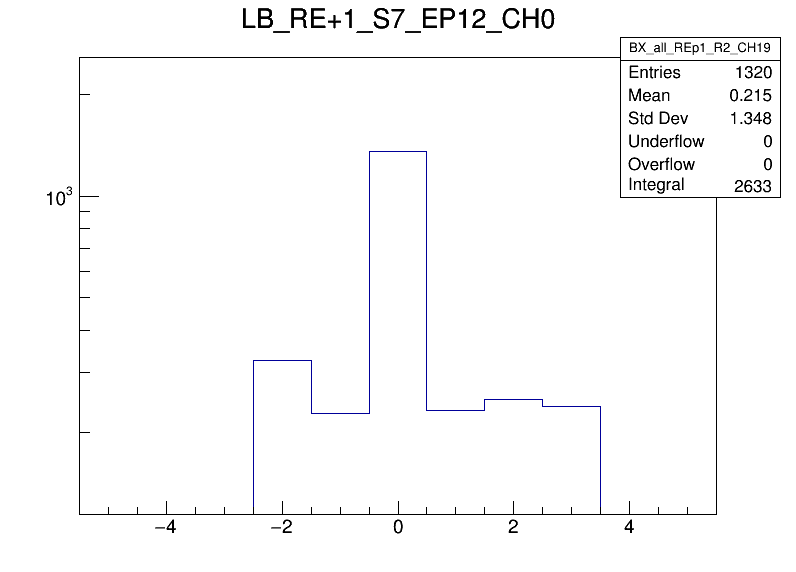 LB_RE+1_S7_EP12_CH0
BX_all_REp1_R2_CH19
Entries 1320
Mean 0.215
Std Dev 1.348
Underflow 0
Overflow 0
Integral 2633
10³
−4 −2 0 2 4